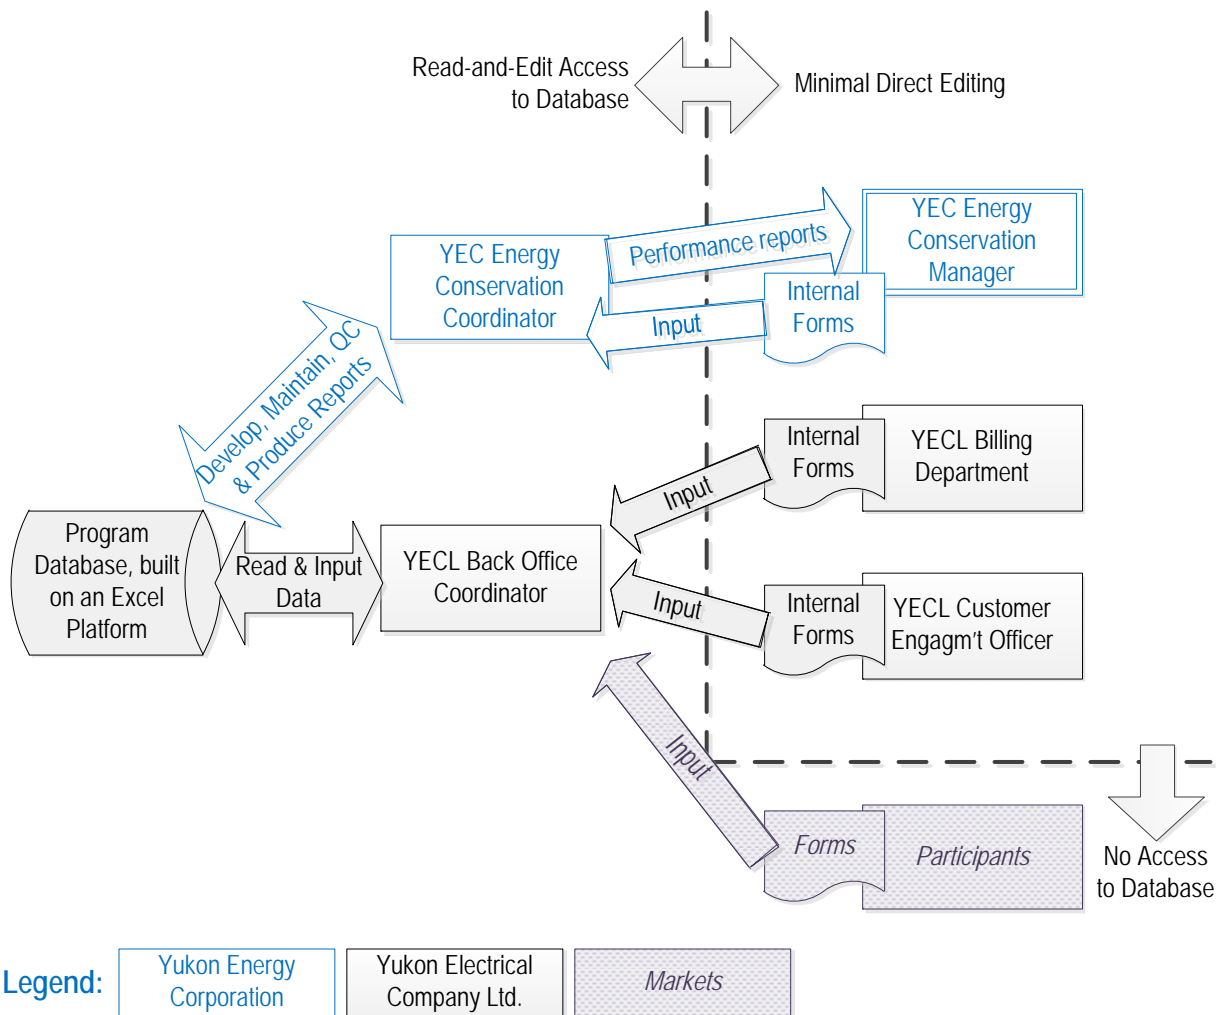 Read-and-Edit Access
to Database
Minimal Direct Editing
YEC Energy
Conservation
Coordinator
Performance reports
YEC Energy
Conservation
Manager
Internal
Forms
Input
Develop, Maintain, QC
& Produce Reports
Internal
Forms
YECL Billing
Department
Input
Program
Database, built
on an Excel
Platform
Read & Input
Data
YECL Back Office
Coordinator
Input
Internal
Forms
YECL Customer
Engagm't Officer
Input
Forms
Participants
No Access
to Database
Legend:
Yukon Energy
Corporation
Yukon Electrical
Company Ltd.
Markets